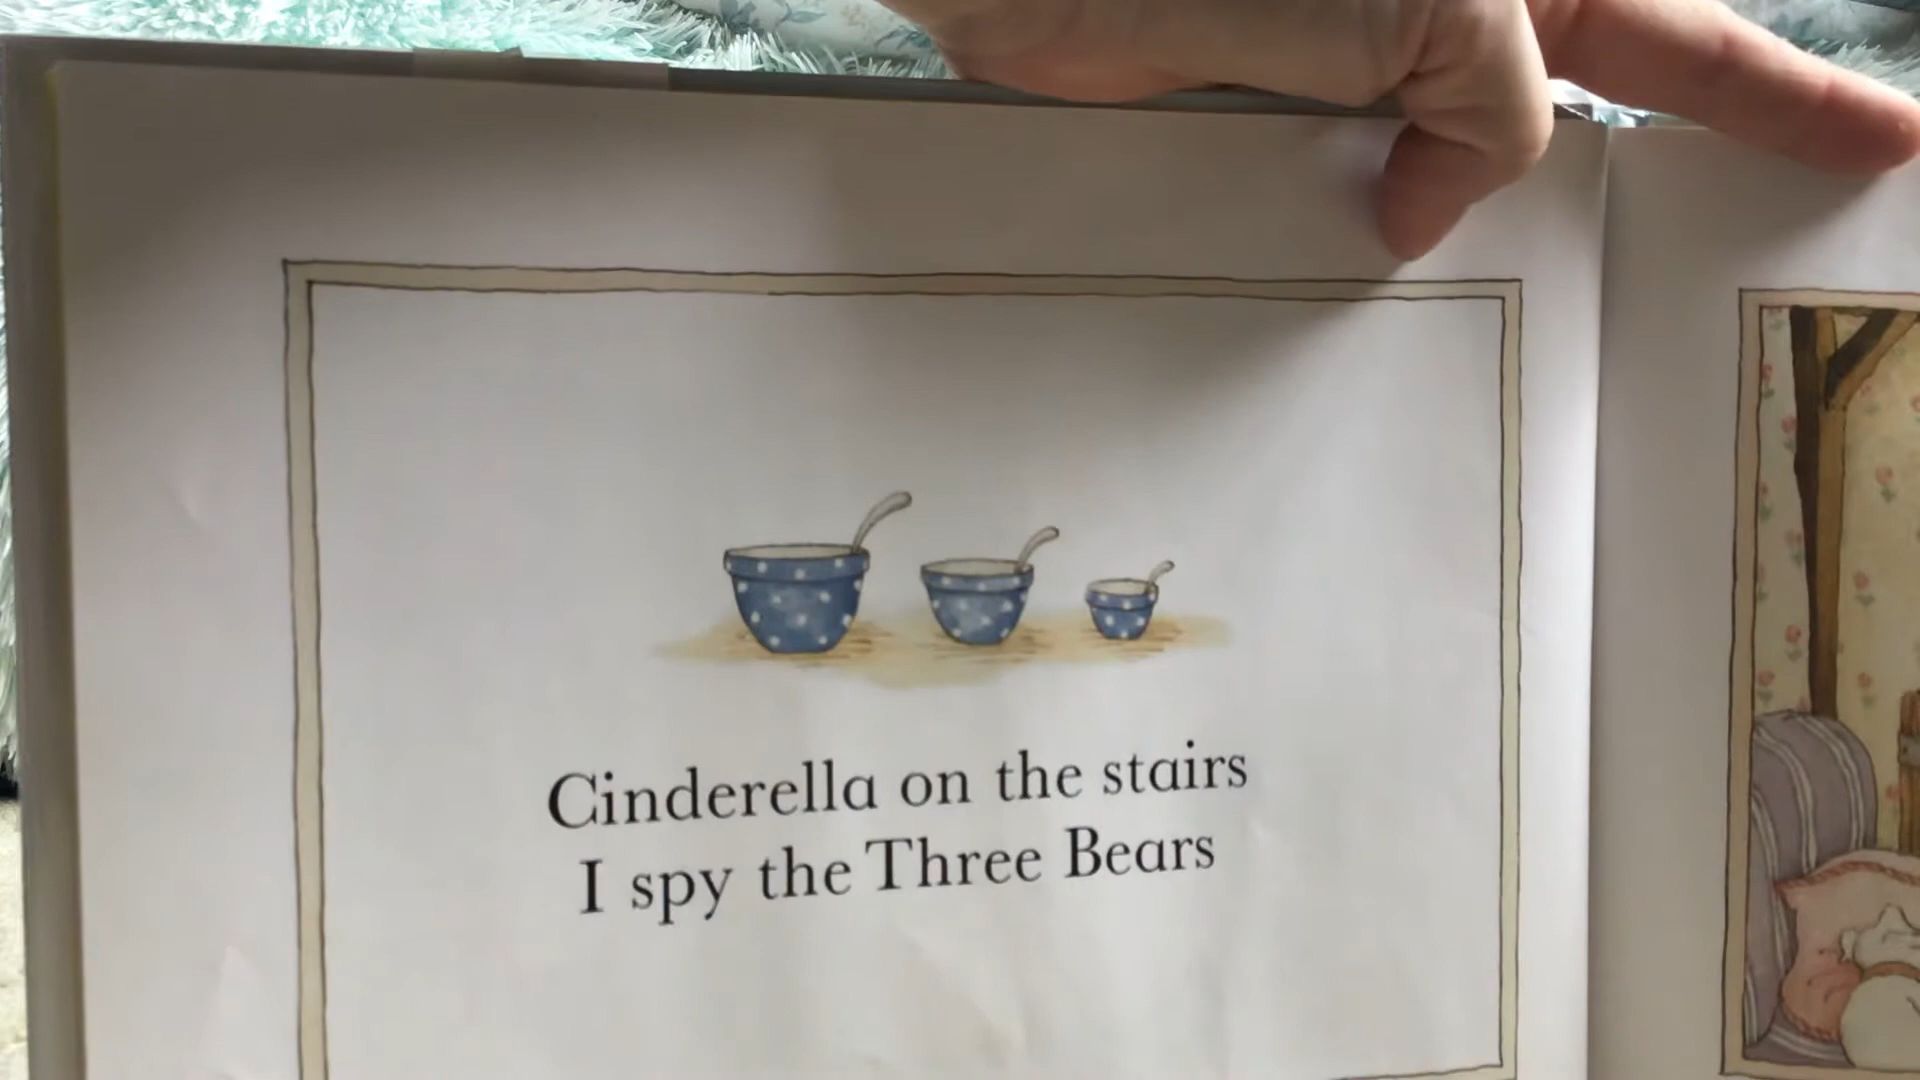 Cinderella on the stairs
I spy the Three Bears